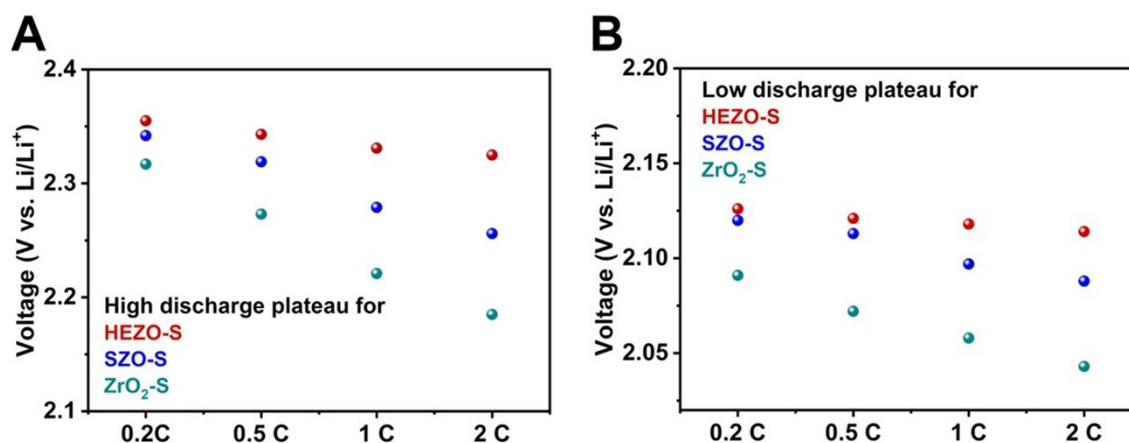 A
Voltage (V vs. Li/Li⁺)
2.4
2.3
2.2
2.1
High discharge plateau for
HEZO-S
SZO-S
ZrO₂-S
0.2C
0.5 C
1 C
2 C
B
Voltage (V vs. Li/Li⁺)
2.20
2.15
2.10
2.05
Low discharge plateau for
HEZO-S
SZO-S
ZrO₂-S
0.2 C
0.5 C
1 C
2 C